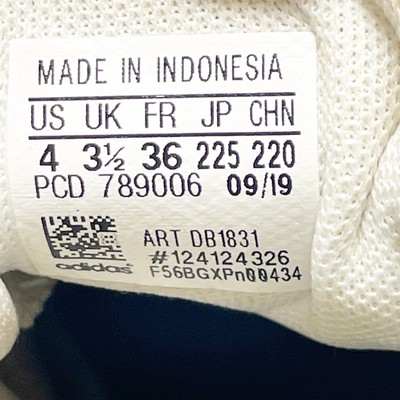 MADE IN INDONESIA
US UK FR JP CHN
4 3½ 36 225 220
PCD 789006 09/19
ART DB1831
#124124326
adidas F56BGXPn00434